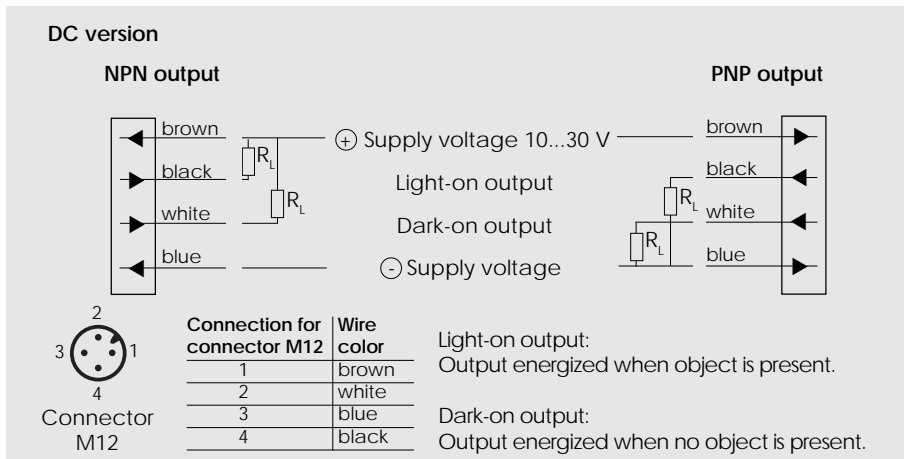 DC version
NPN output
PNP output
brown
⊕ Supply voltage 10...30 V
brown
RL
black
Light-on output
black
RL
white
RL
Dark-on output
white
RL
blue
⊖ Supply voltage
blue
2
3
1
4
Connector
M12
Connection for connector M12
Wire color
1 brown
2 white
3 blue
4 black
Light-on output:
Output energized when object is present.
Dark-on output:
Output energized when no object is present.